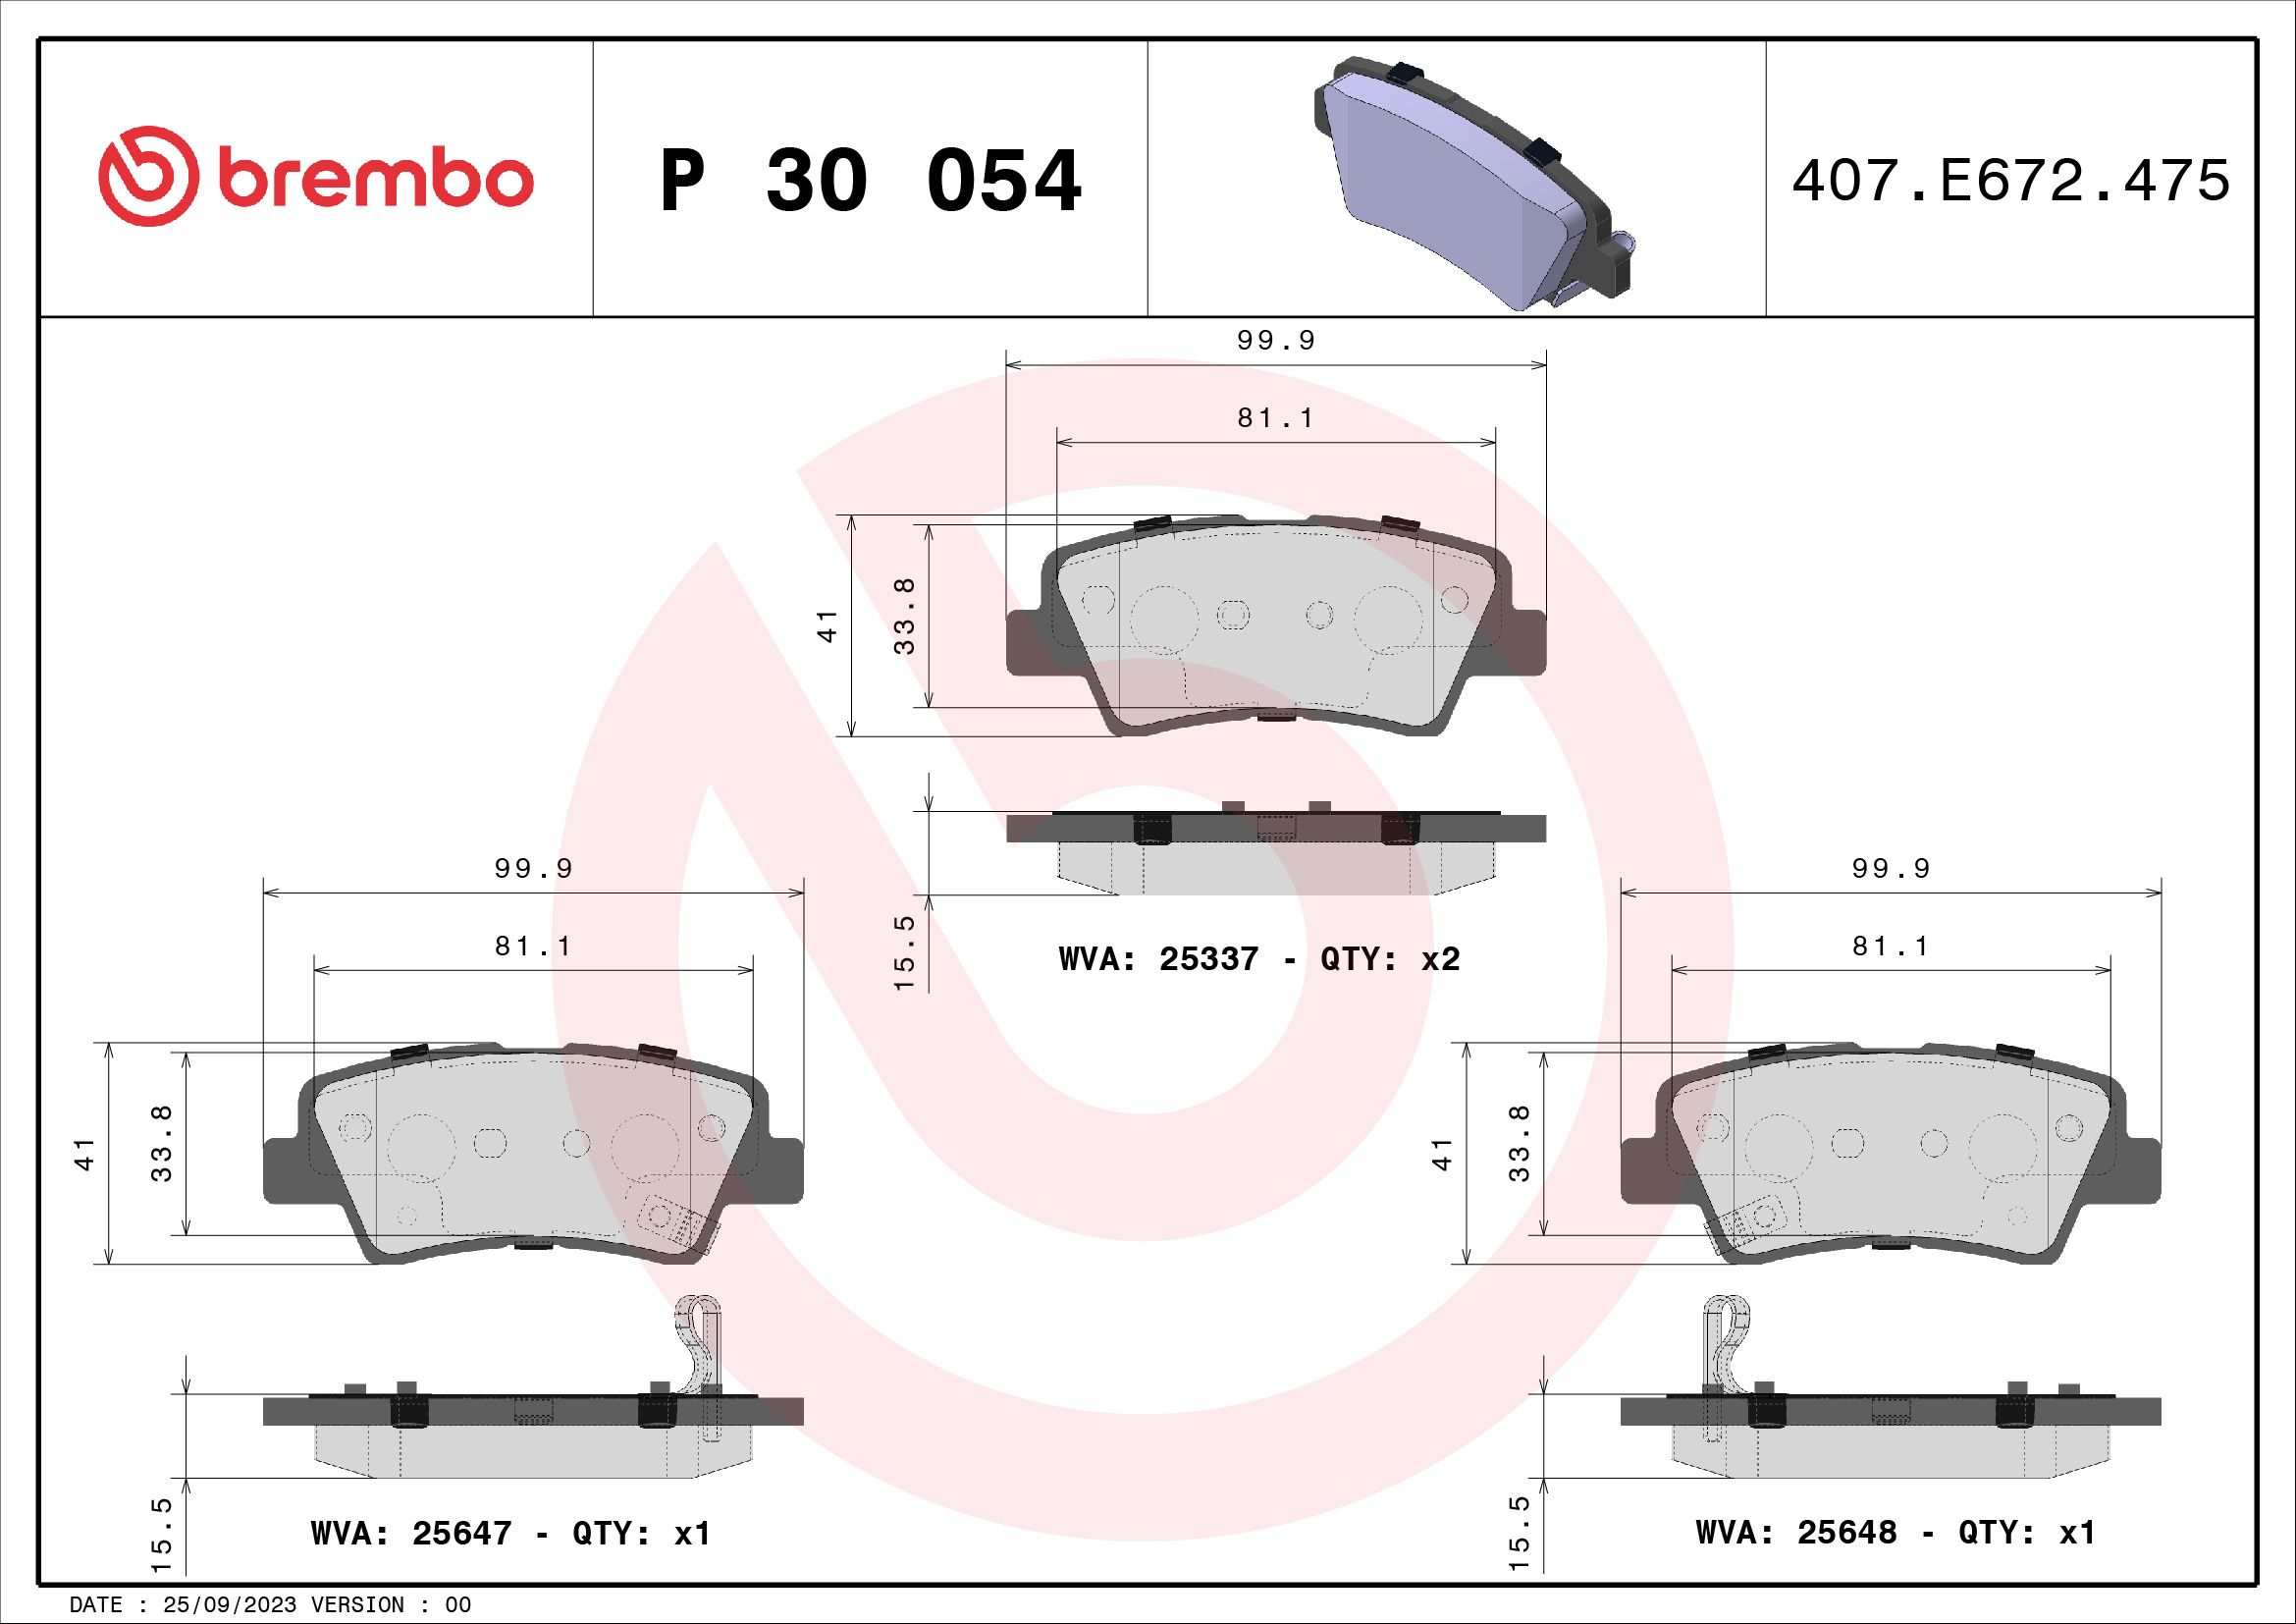 brembo
P 30 054
407.E672.475
99.9
81.1
41
33.8
15.5
WVA: 25337 - QTY: x2
99.9
81.1
41
33.8
15.5
WVA: 25647 - QTY: x1
99.9
81.1
41
33.8
15.5
WVA: 25648 - QTY: x1
DATE : 25/09/2023 VERSION : 00